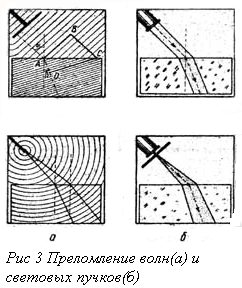 B
A
C
D
а
б
Рис 3 Преломление волн(а) и
световых пучков(б)